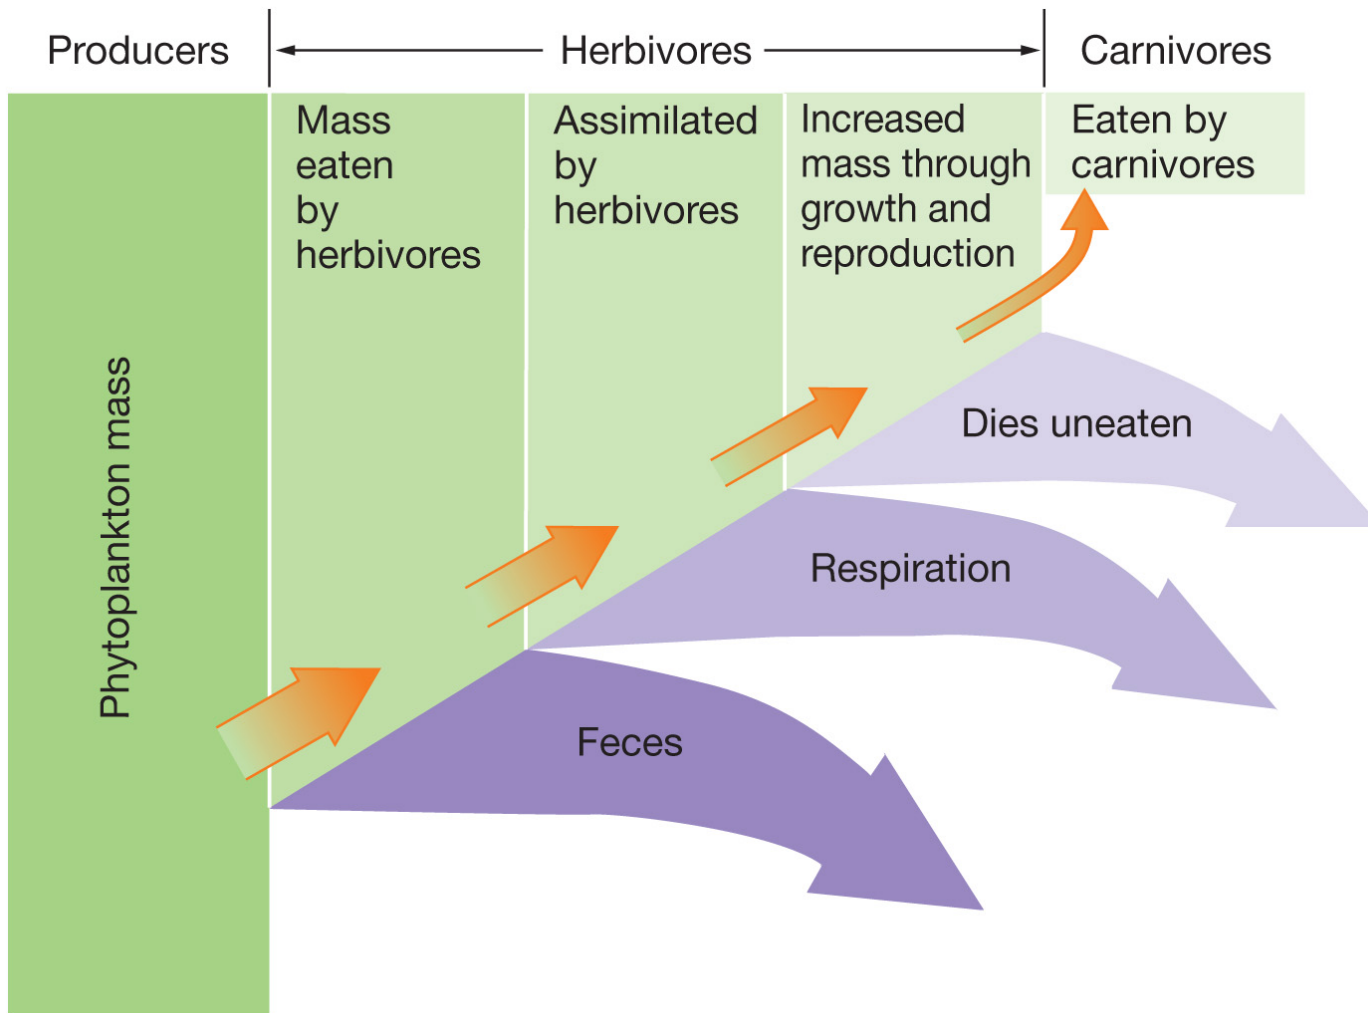 Producers
Herbivores
Carnivores
Mass
eaten
by
herbivores
Assimilated
by
herbivores
Increased
mass through
growth and
reproduction
Eaten by
carnivores
Phytoplankton mass
Dies uneaten
Respiration
Feces